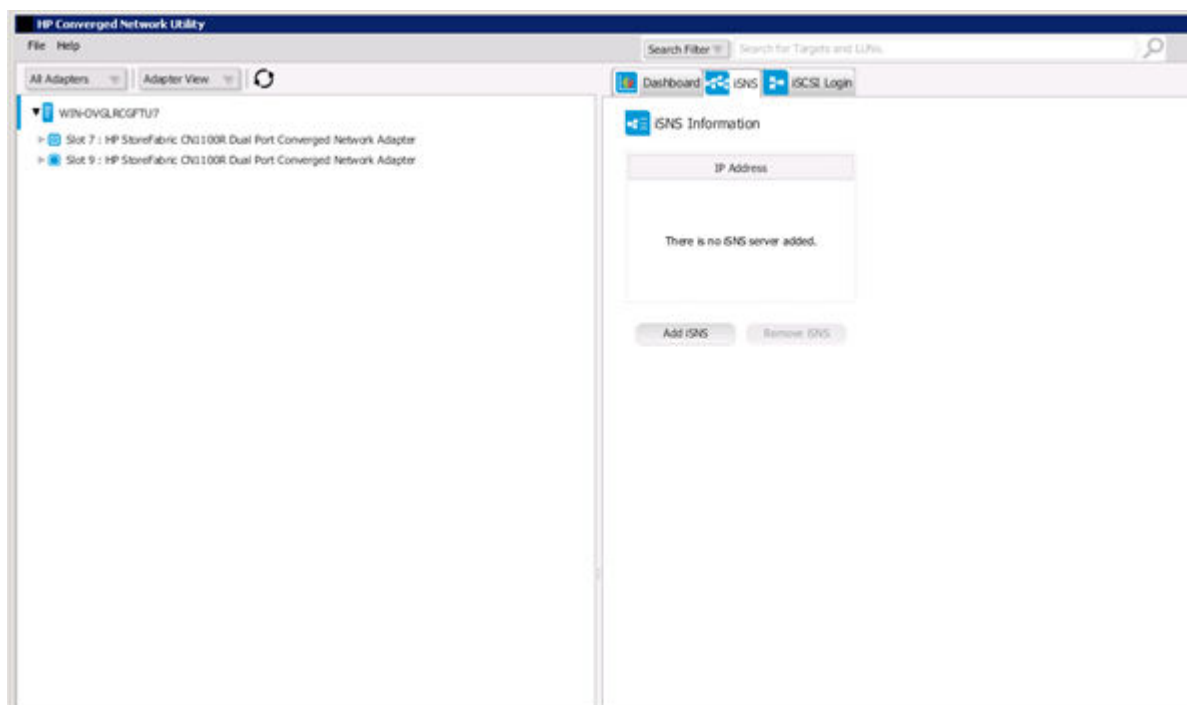 HP Converged Network Utility
File Help
Search Filter Search for Targets and LUNs.
All Adapters Adapter View
Dashboard iSNS iSCSI Login
WIN-OVGLRCGFTU7
Slot 7 : HP StoreFabric CN1100R Dual Port Converged Network Adapter
Slot 9 : HP StoreFabric CN1100R Dual Port Converged Network Adapter
iSNS Information
IP Address
There is no iSNS server added.
Add iSNS Remove iSNS